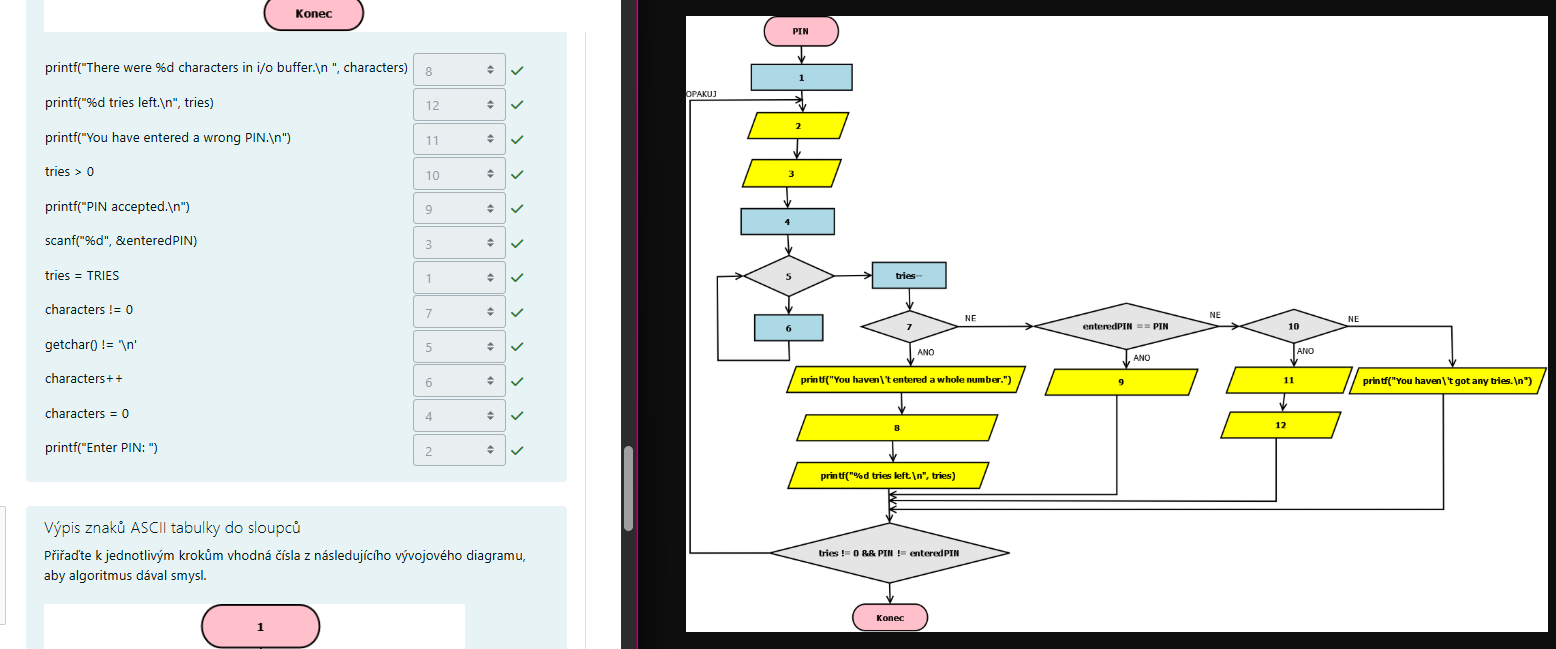 Konec
printf("There were %d characters in i/o buffer.\n ", characters) 8
printf("%d tries left.\n", tries) 12
printf("You have entered a wrong PIN.\n") 11
tries > 0 10
printf("PIN accepted.\n") 9
scanf("%d", &enteredPIN) 3
tries = TRIES 1
characters != 0 7
getchar() != '\n' 5
characters++ 6
characters = 0 4
printf("Enter PIN: ") 2
Výpis znaků ASCII tabulky do sloupců
Přiřaďte k jednotlivým krokům vhodná čísla z následujícího vývojového diagramu,
aby algoritmus dával smysl.
1
PIN
1
OPAKUJ
2
3
4
5
tries--
6
7
NE
enteredPIN == PIN
NE
10
NE
ANO
ANO
ANO
printf("You haven\'t entered a whole number.")
9
11
printf("You haven\'t got any tries.\n")
8
12
printf("%d tries left.\n", tries)
tries != 0 && PIN != enteredPIN
Konec